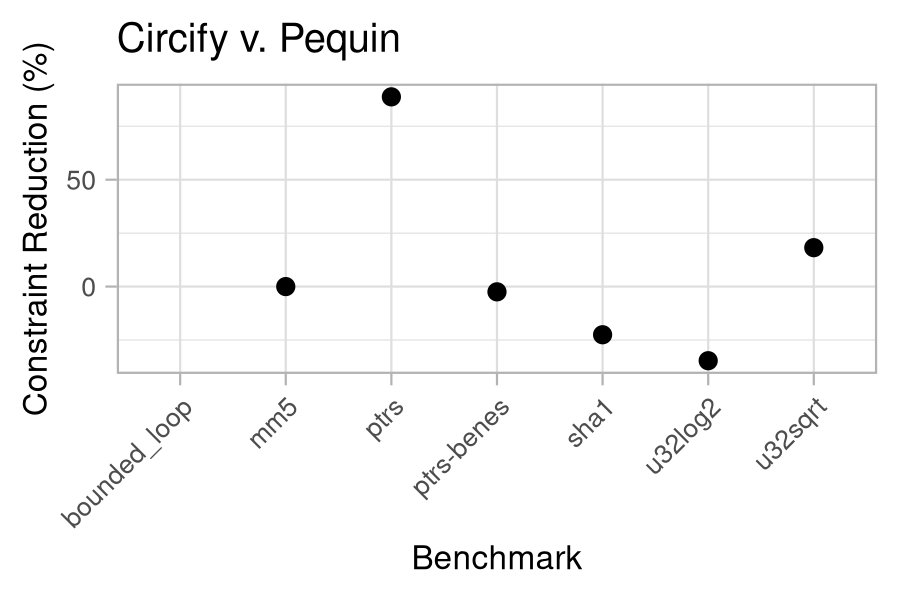 Circify v. Pequin
Constraint Reduction (%)
50
0
bounded_loop
mm5
ptrs
ptrs-benes
sha1
u32log2
u32sqrt
Benchmark